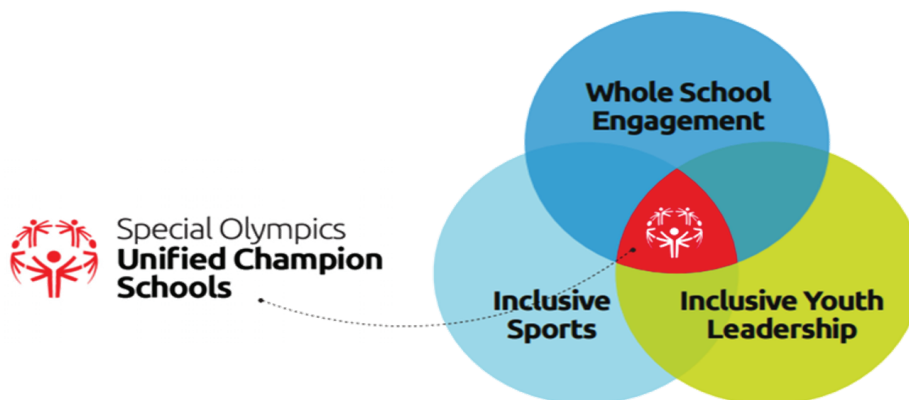 Whole School
Engagement
Special Olympics
Unified Champion
Schools
Inclusive
Sports
Inclusive Youth
Leadership